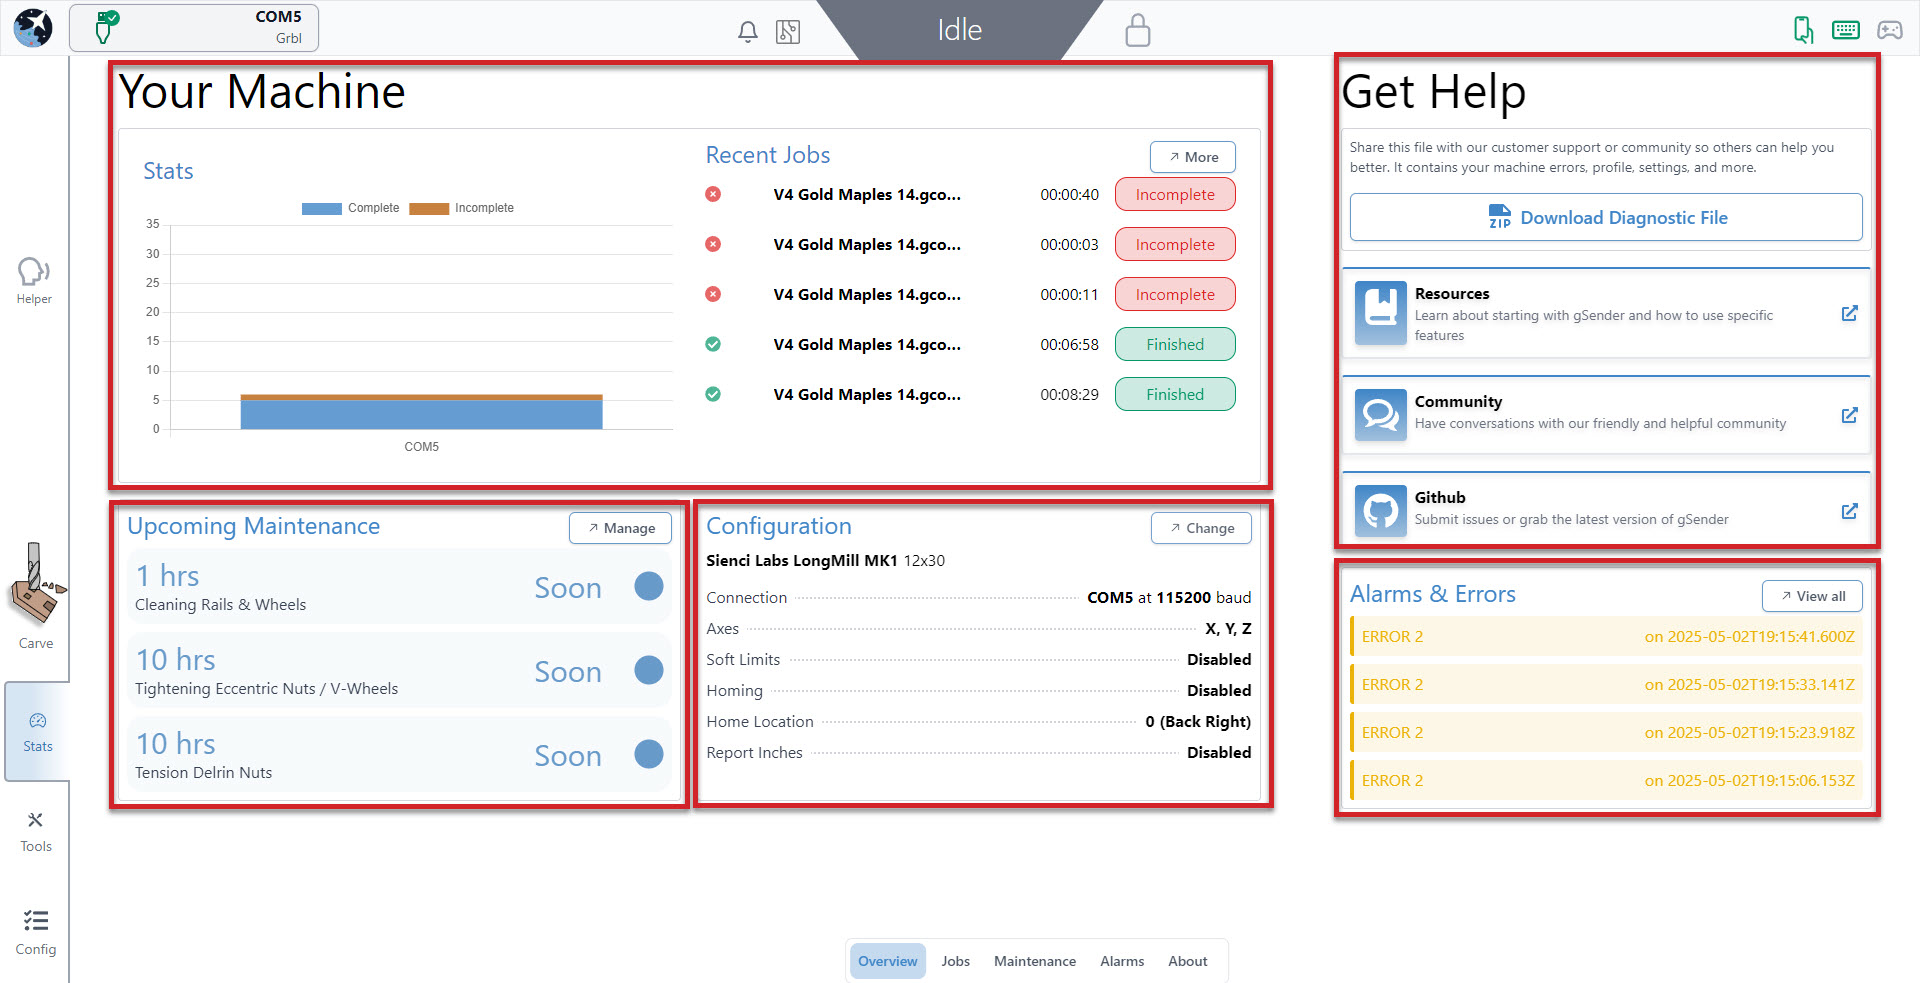 COM5
Grbl
Idle
Helper
Carve
Stats
Tools
Config
Your Machine
Stats
Complete Incomplete
35
30
25
20
15
10
5
0
COM5
Recent Jobs
More
V4 Gold Maples 14.gco... 00:00:40 Incomplete
V4 Gold Maples 14.gco... 00:00:03 Incomplete
V4 Gold Maples 14.gco... 00:00:11 Incomplete
V4 Gold Maples 14.gco... 00:06:58 Finished
V4 Gold Maples 14.gco... 00:08:29 Finished
Upcoming Maintenance
Manage
1 hrs
Cleaning Rails & Wheels
Soon
10 hrs
Tightening Eccentric Nuts / V-Wheels
Soon
10 hrs
Tension Delrin Nuts
Soon
Configuration
Change
Sienci Labs LongMill MK1 12x30
Connection COM5 at 115200 baud
Axes X, Y, Z
Soft Limits Disabled
Homing Disabled
Home Location 0 (Back Right)
Report Inches Disabled
Get Help
Share this file with our customer support or community so others can help you
better. It contains your machine errors, profile, settings, and more.
ZIP Download Diagnostic File
Resources
Learn about starting with gSender and how to use specific
features
Community
Have conversations with our friendly and helpful community
Github
Submit issues or grab the latest version of gSender
Alarms & Errors
View all
ERROR 2 on 2025-05-02T19:15:41.600Z
ERROR 2 on 2025-05-02T19:15:33.141Z
ERROR 2 on 2025-05-02T19:15:23.918Z
ERROR 2 on 2025-05-02T19:15:06.153Z
Overview Jobs Maintenance Alarms About